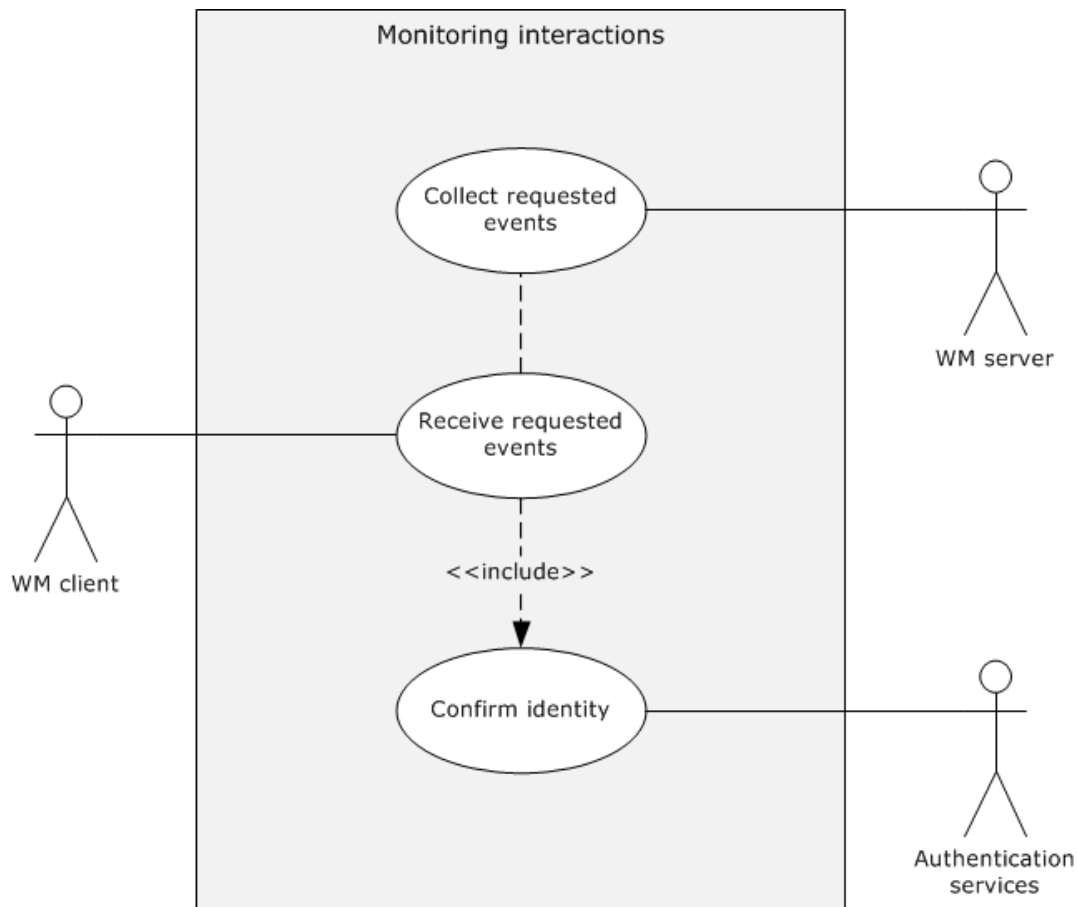 Monitoring interactions
Collect requested
events
WM server
Receive requested
events
WM client
<<include>>
Confirm identity
Authentication
services